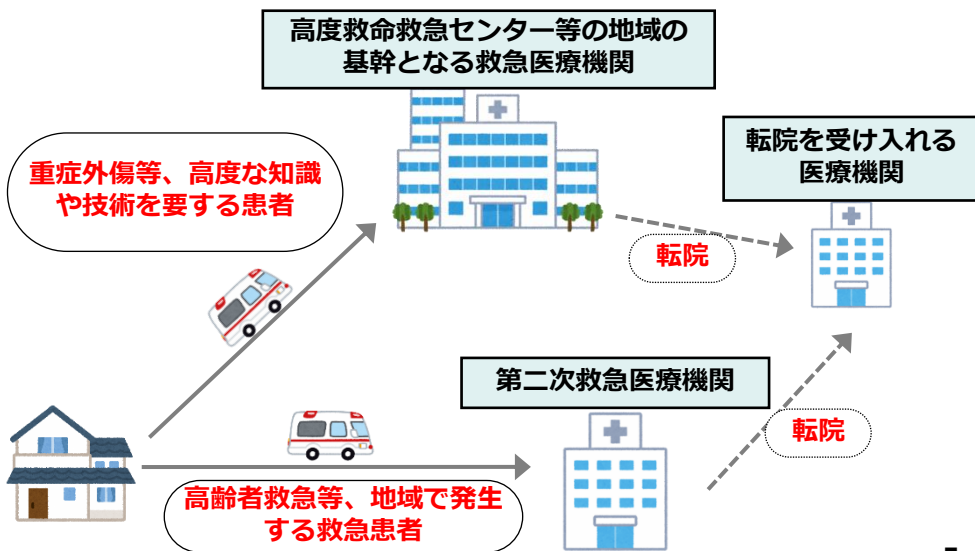 高度救命救急センター等の地域の
基幹となる救急医療機関
転院を受け入れる
医療機関
重症外傷等、高度な知識
や技術を要する患者
転院
第二次救急医療機関
転院
高齢者救急等、地域で発生
する救急患者